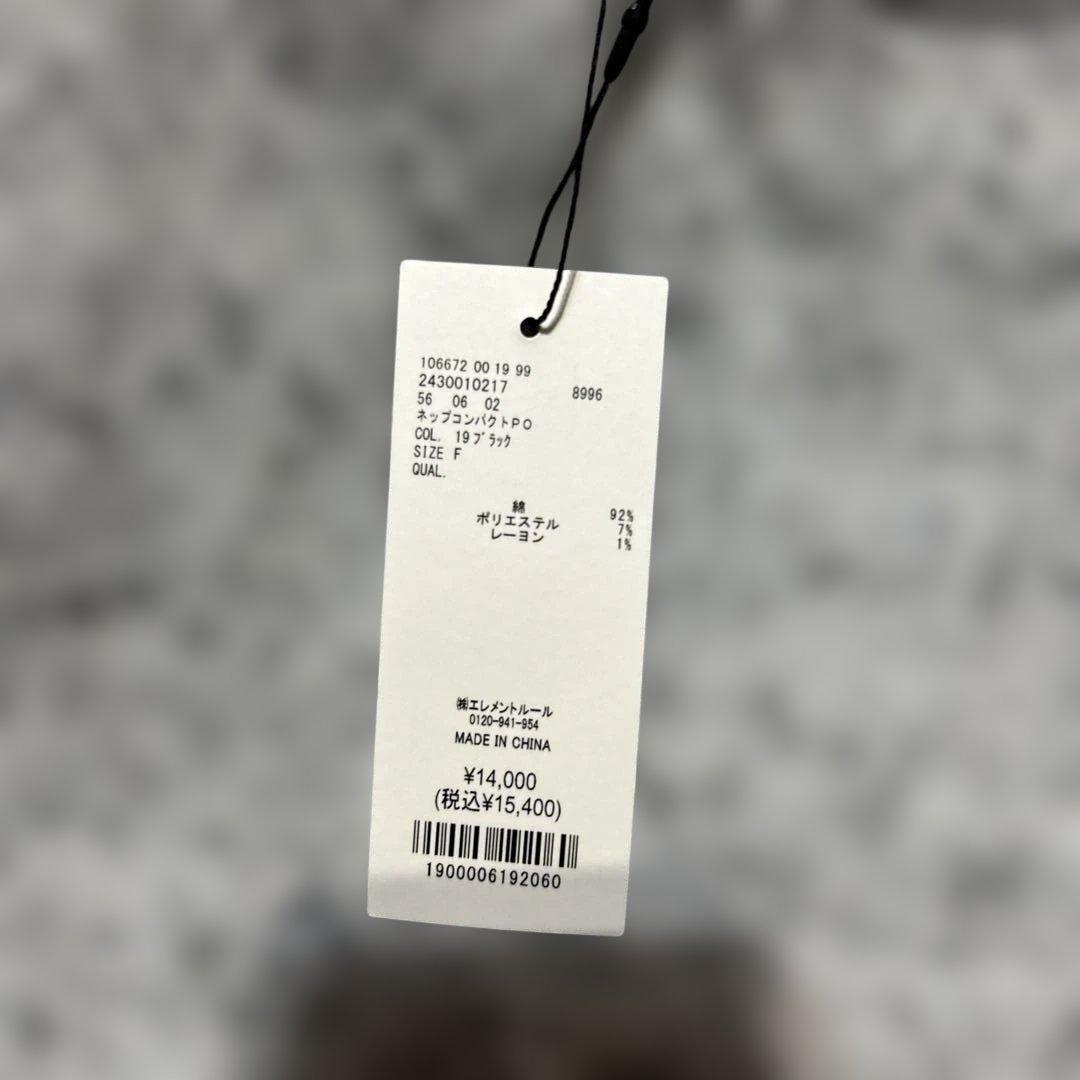 106672 00 19 99
2430010217 8996
56 06 02
ネップコンパクトPO
COL. 19ブラック
SIZE F
QUAL.
綿 92%
ポリエステル 7%
レーヨン 1%
㈱エレメントルール
0120-941-954
MADE IN CHINA
¥14,000
(税込¥15,400)
1900006192060